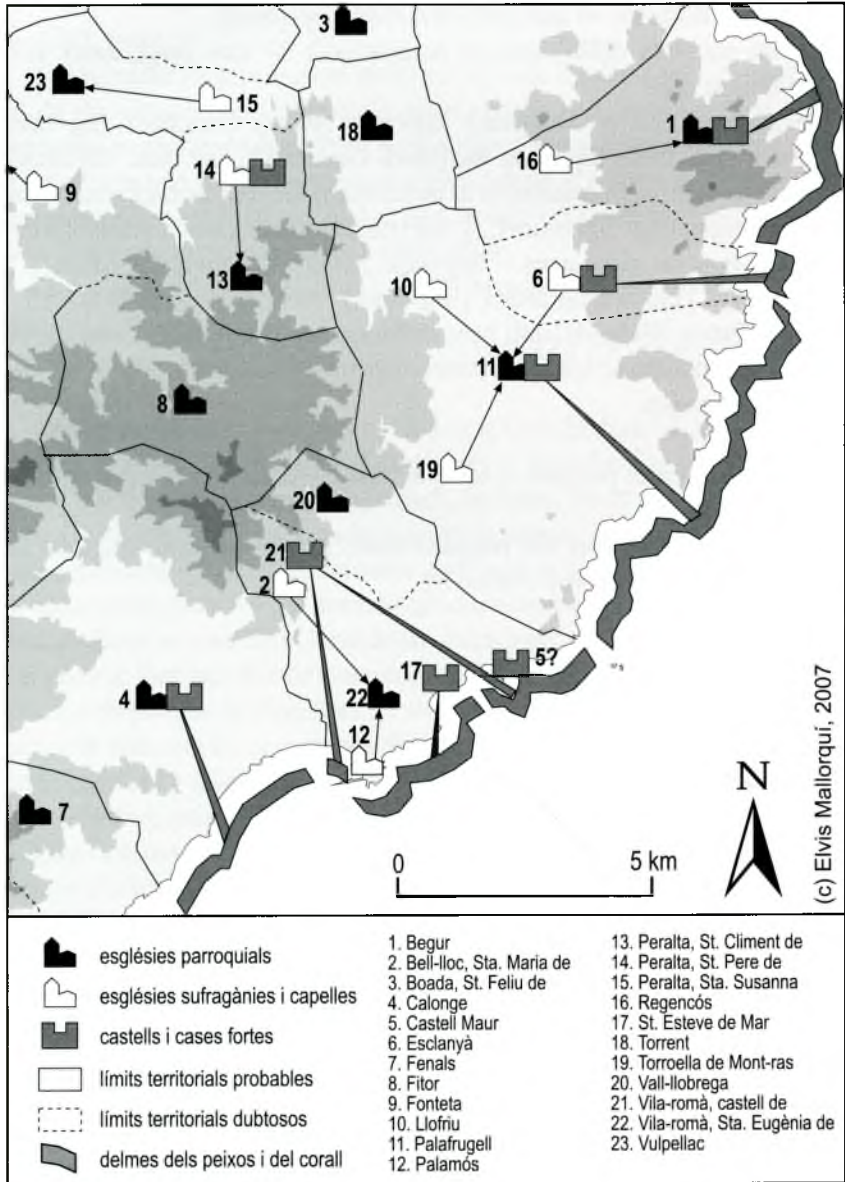 3
23
15
18
1
16
14
9
13
10
6
11
8
19
20
21
2
5?
17
4
22
12
7
N
0 5 km
(c) Elvis Mallorquí, 2007
esglésies parroquials
esglésies sufragànies i capelles
castells i cases fortes
límits territorials probables
límits territorials dubtosos
delmes dels peixos i del corall
1. Begur
2. Bell-lloc, Sta. Maria de
3. Boada, St. Feliu de
4. Calonge
5. Castell Maur
6. Esclanyà
7. Fenals
8. Fitor
9. Fonteta
10. Llofriu
11. Palafrugell
12. Palamós
13. Peralta, St. Climent de
14. Peralta, St. Pere de
15. Peralta, Sta. Susanna
16. Regencós
17. St. Esteve de Mar
18. Torrent
19. Torroella de Mont-ras
20. Vall-llobrega
21. Vila-romà, castell de
22. Vila-romà, Sta. Eugènia de
23. Vulpellac